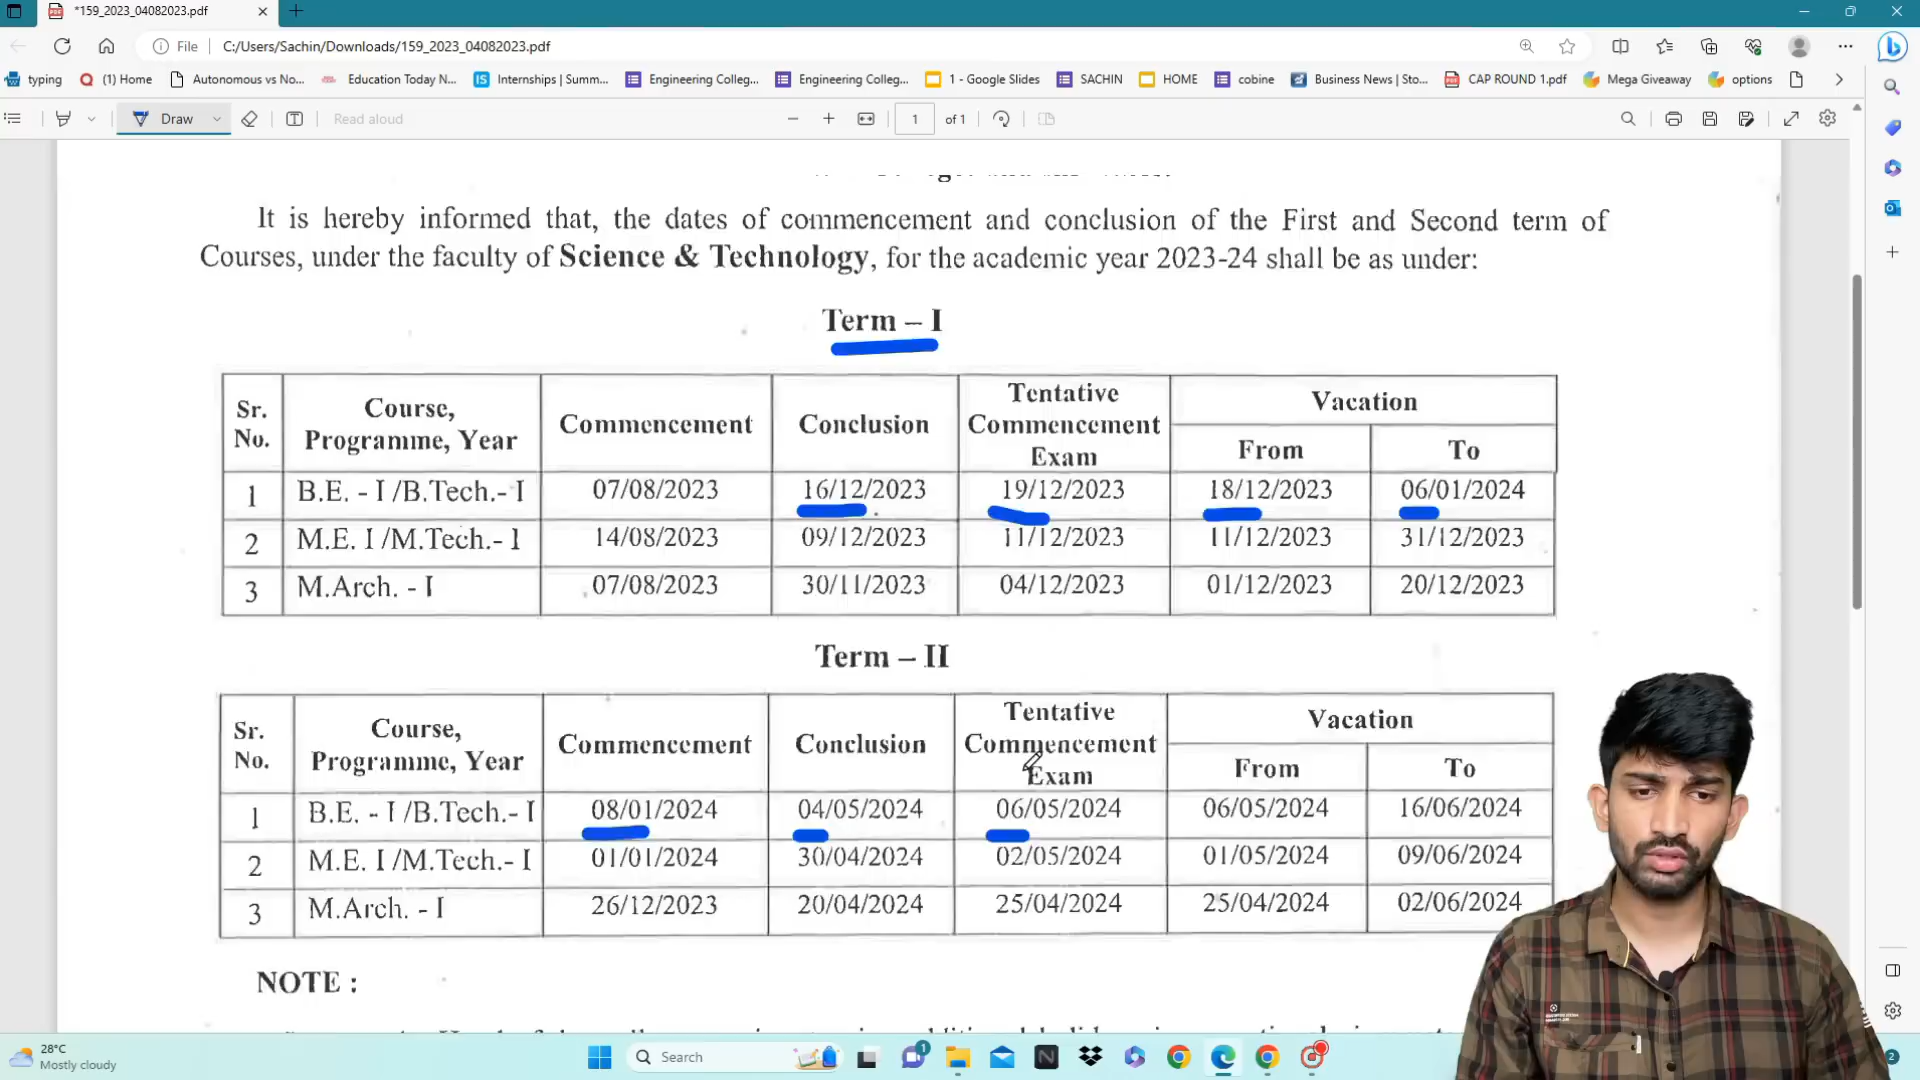 *159_2023_04082023.pdf
File C:/Users/Sachin/Downloads/159_2023_04082023.pdf
typing (1) Home Autonomous vs No... Education Today N... Internships | Summ... Engineering Colleg... Engineering Colleg... 1 - Google Slides SACHIN HOME cobine Business News | Sto... CAP ROUND 1.pdf Mega Giveaway options
Draw Read aloud 1 of 1
It is hereby informed that, the dates of commencement and conclusion of the First and Second term of
Courses, under the faculty of Science & Technology, for the academic year 2023-24 shall be as under:
Term – I
Sr. No. Course, Programme, Year Commencement Conclusion Tentative Commencement Exam Vacation From To
1 B.E. - I /B.Tech.- I 07/08/2023 16/12/2023 19/12/2023 18/12/2023 06/01/2024
2 M.E. I /M.Tech.- I 14/08/2023 09/12/2023 11/12/2023 11/12/2023 31/12/2023
3 M.Arch. - I 07/08/2023 30/11/2023 04/12/2023 01/12/2023 20/12/2023
Term – II
Sr. No. Course, Programme, Year Commencement Conclusion Tentative Commencement Exam Vacation From To
1 B.E. - I /B.Tech.- I 08/01/2024 04/05/2024 06/05/2024 06/05/2024 16/06/2024
2 M.E. I /M.Tech.- I 01/01/2024 30/04/2024 02/05/2024 01/05/2024 09/06/2024
3 M.Arch. - I 26/12/2023 20/04/2024 25/04/2024 25/04/2024 02/06/2024
NOTE :
28°C
Mostly cloudy
Search
1
2